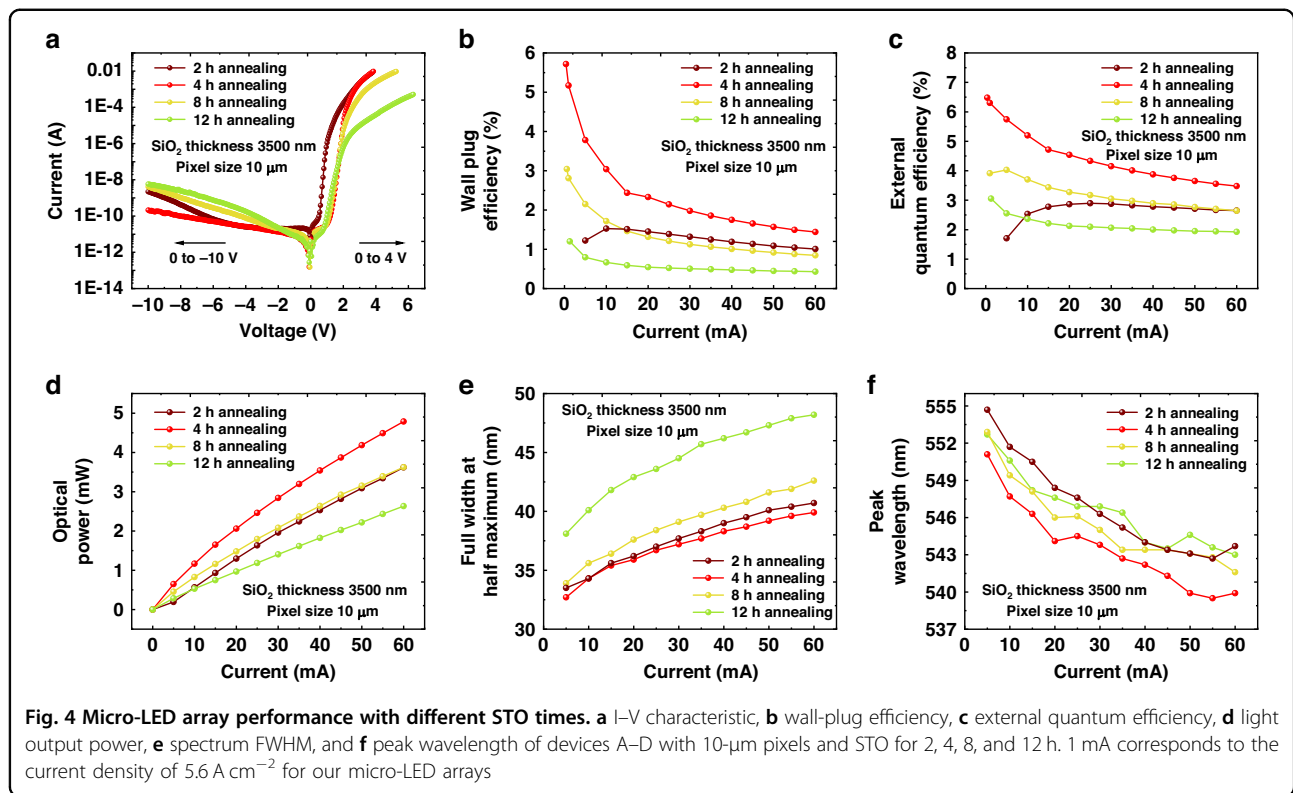 a
2 h annealing
4 h annealing
8 h annealing
12 h annealing
SiO₂ thickness 3500 nm
Pixel size 10 μm
0 to –10 V
0 to 4 V
0.01
1E-4
1E-6
1E-8
1E-10
1E-12
1E-14
Current (A)
–10 –8 –6 –4 –2 0 2 4 6
Voltage (V)
b
2 h annealing
4 h annealing
8 h annealing
12 h annealing
SiO₂ thickness 3500 nm
Pixel size 10 μm
6
5
4
3
2
1
0
Wall plug
efficiency (%)
0 10 20 30 40 50 60
Current (mA)
c
2 h annealing
4 h annealing
8 h annealing
12 h annealing
SiO₂ thickness 3500 nm
Pixel size 10 μm
8
7
6
5
4
3
2
1
0
External
quantum efficiency (%)
0 10 20 30 40 50 60
Current (mA)
d
2 h annealing
4 h annealing
8 h annealing
12 h annealing
SiO₂ thickness 3500 nm
Pixel size 10 μm
5
4
3
2
1
0
Optical
power (mW)
0 10 20 30 40 50 60
Current (mA)
e
SiO₂ thickness 3500 nm
Pixel size 10 μm
2 h annealing
4 h annealing
8 h annealing
12 h annealing
50
45
40
35
30
Full width at
half maximum (nm)
0 10 20 30 40 50 60
Current (mA)
f
2 h annealing
4 h annealing
8 h annealing
12 h annealing
SiO₂ thickness 3500 nm
Pixel size 10 μm
555
552
549
546
543
540
537
Peak
wavelength (nm)
0 10 20 30 40 50 60
Current (mA)
Fig. 4 Micro-LED array performance with different STO times. a I–V characteristic, b wall-plug efficiency, c external quantum efficiency, d light
output power, e spectrum FWHM, and f peak wavelength of devices A–D with 10-μm pixels and STO for 2, 4, 8, and 12 h. 1 mA corresponds to the
current density of 5.6 A cm⁻² for our micro-LED arrays